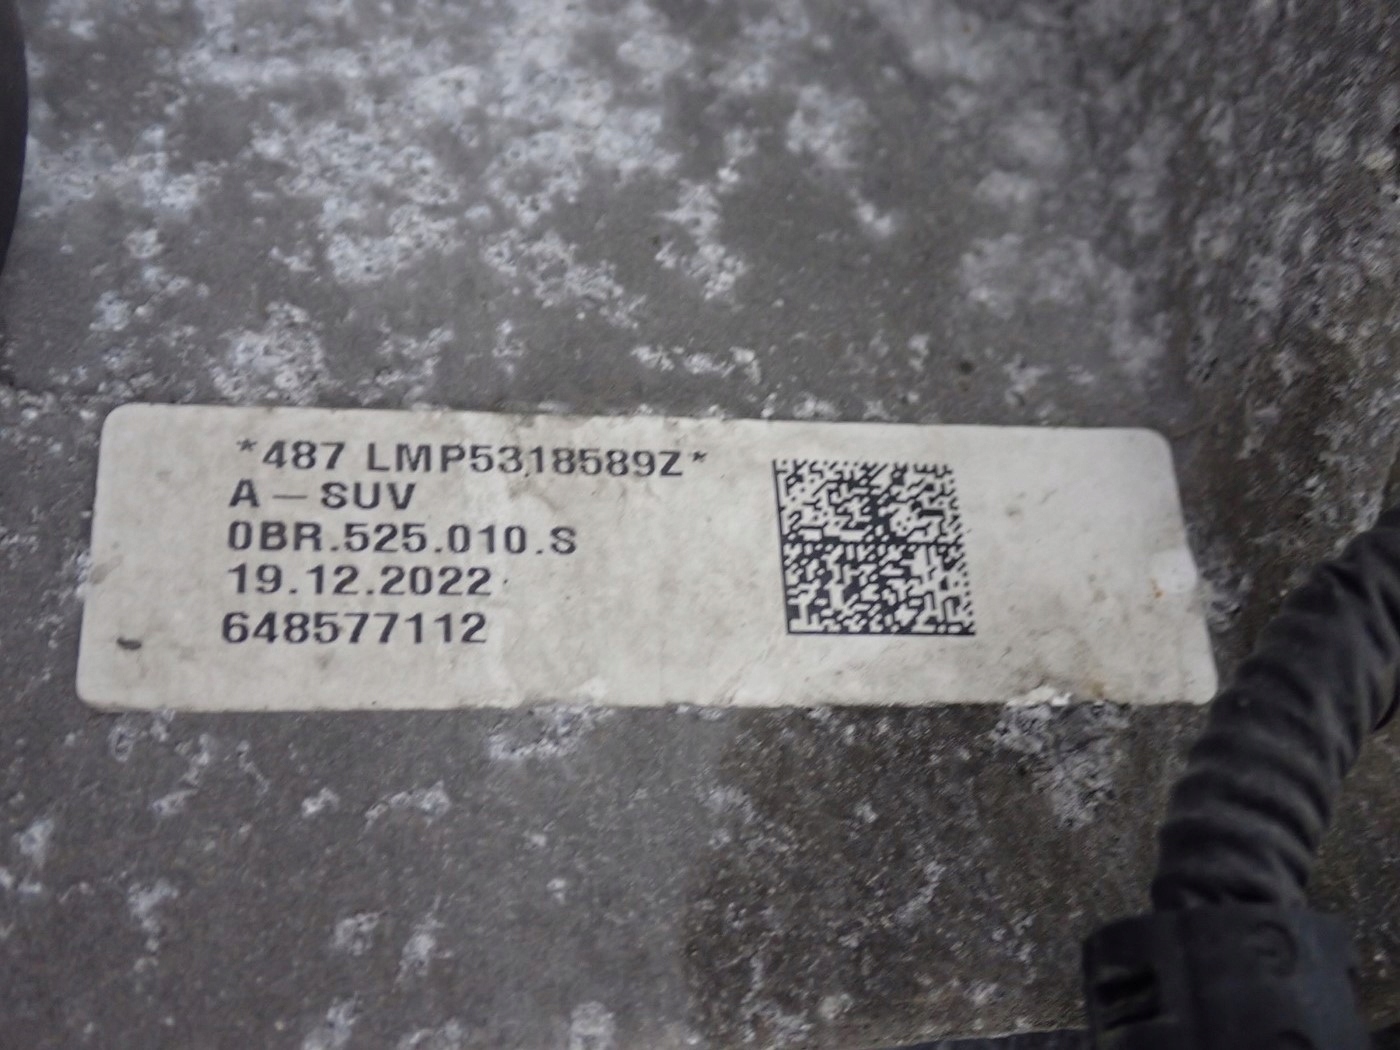 *487 LMP5318589Z*
A – SUV
0BR.525.010.S
19.12.2022
648577112